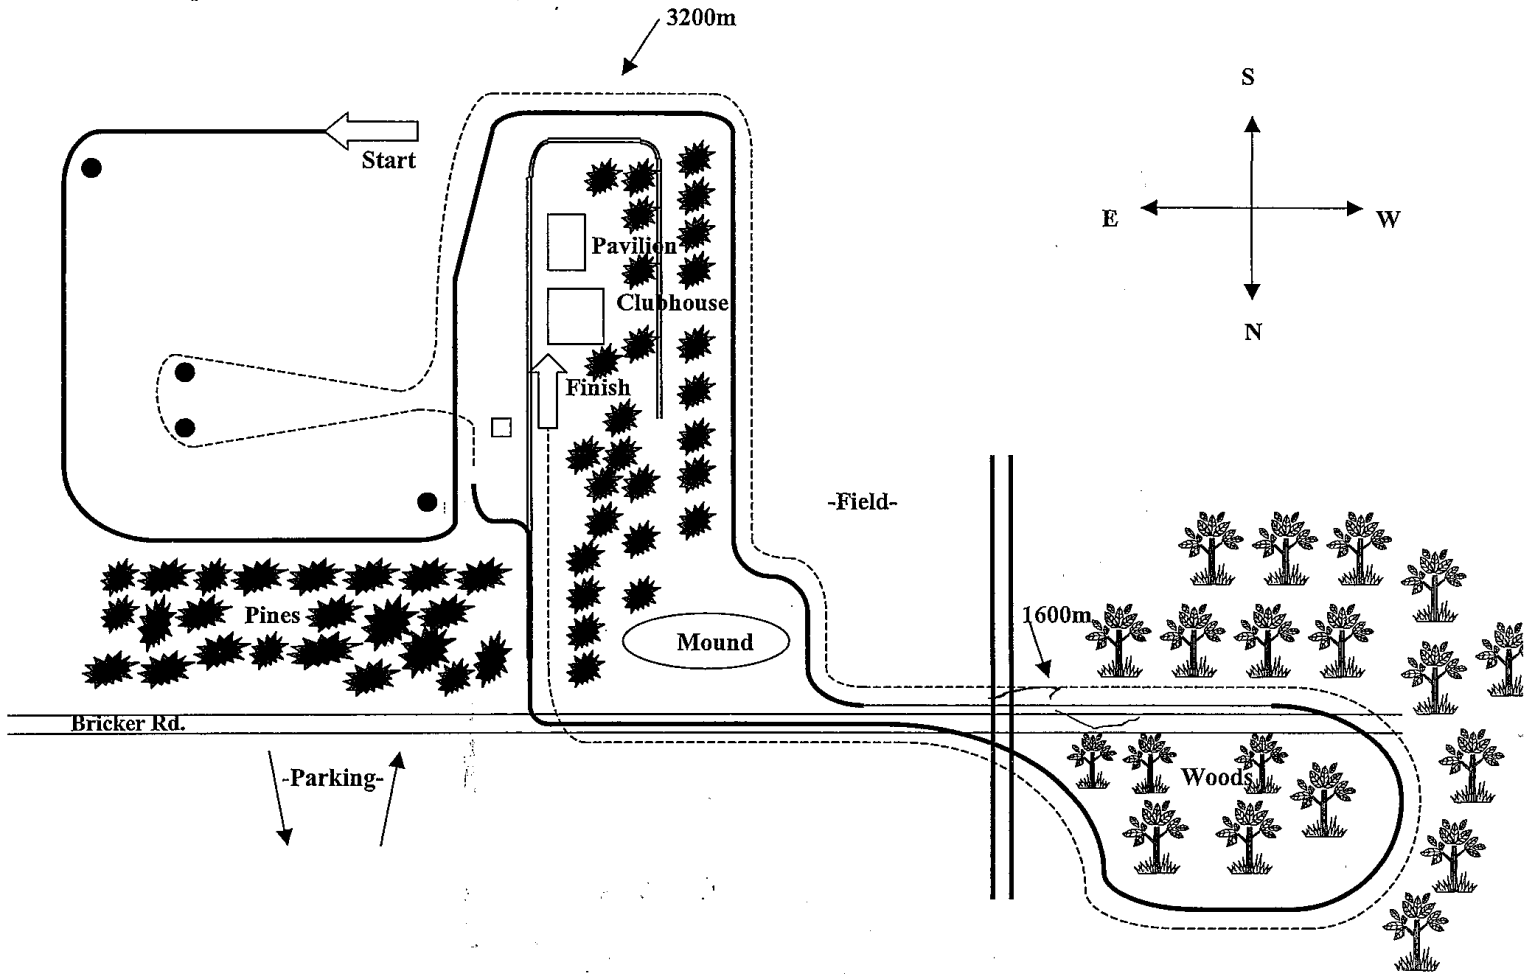 3200m
S
Start
E
W
Pavilion
Clubhouse
N
Finish
-Field-
Pines
Mound
1600m
Bricker Rd.
-Parking-
Woods